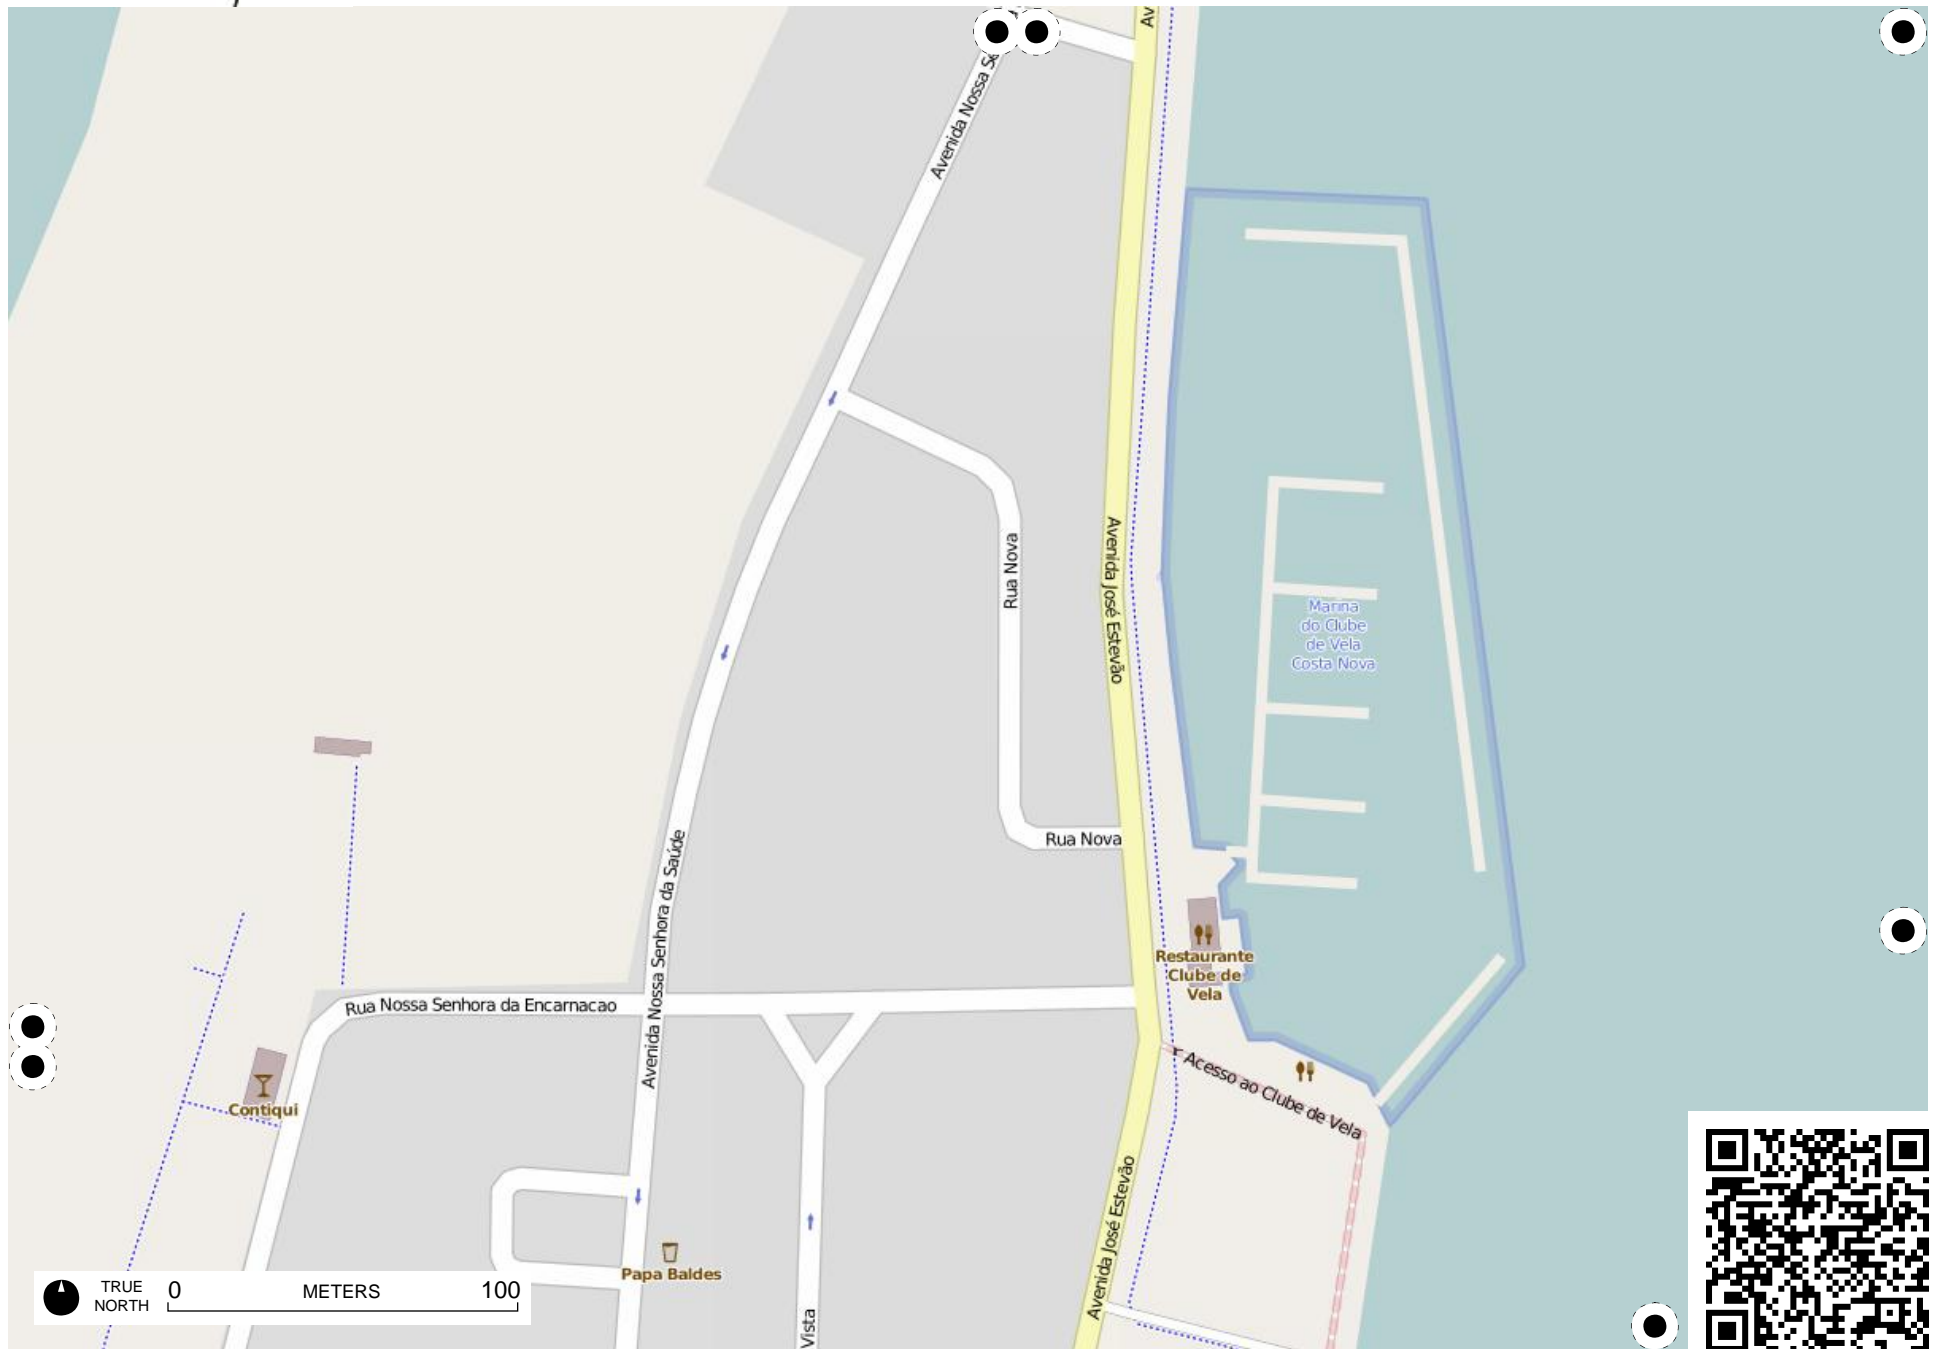 Av
Avenida Nossa Se
Rua Nova
Avenida José Estevão
Marina
do Clube
de Vela
Costa Nova
Rua Nova
Avenida Nossa Senhora da Saúde
Restaurante
Clube de
Vela
Rua Nossa Senhora da Encarnacao
Acesso ao Clube de Vela
Contiqui
Avenida José Estevão
Papa Baldes
Vista
TRUE
NORTH
0 METERS 100